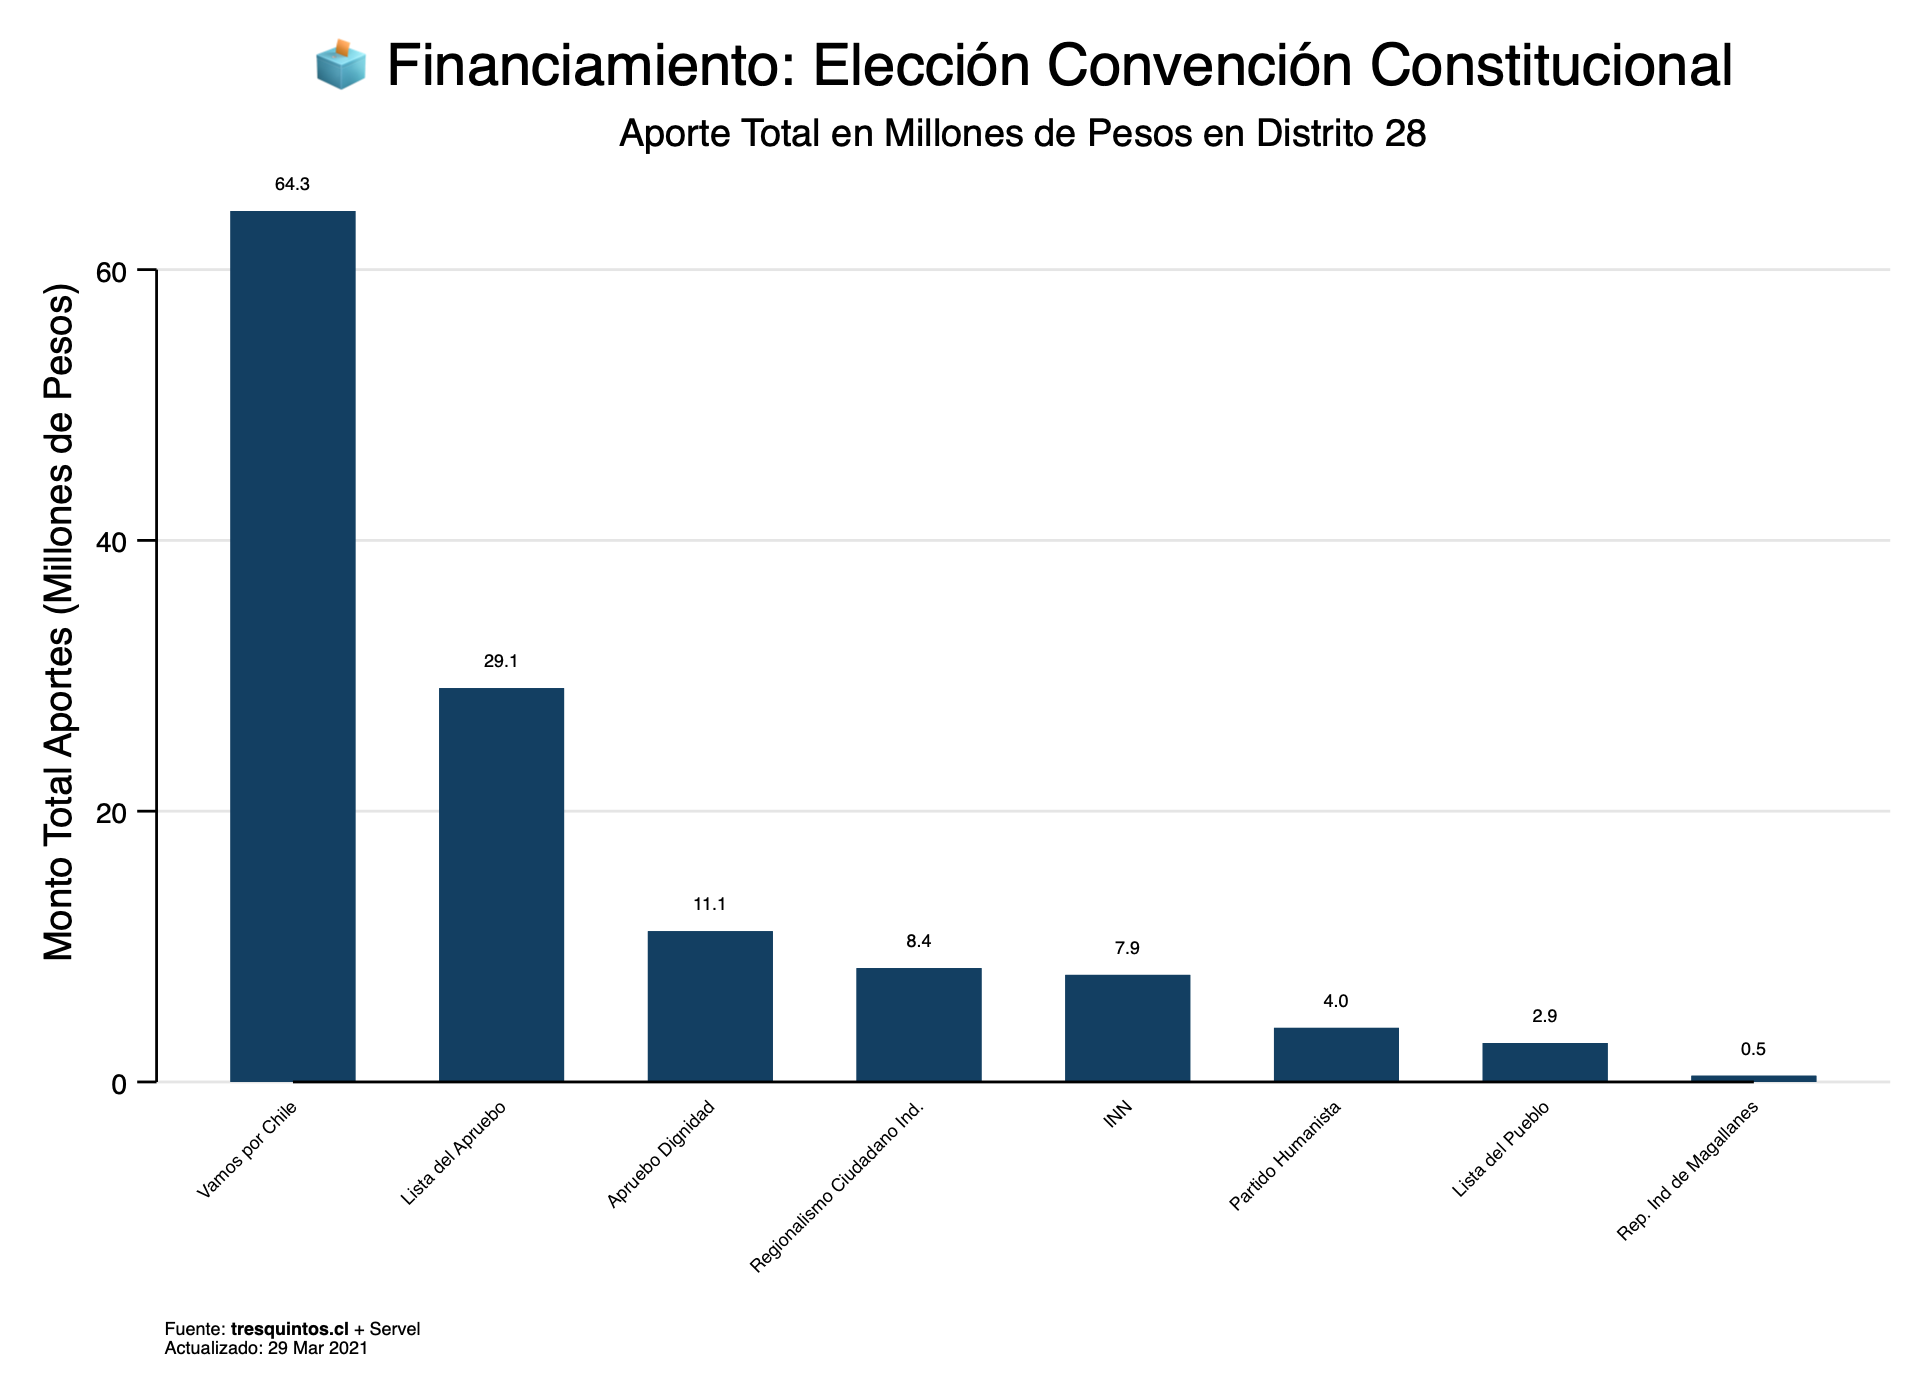 Financiamiento: Elección Convención Constitucional
Aporte Total en Millones de Pesos en Distrito 28
Monto Total Aportes (Millones de Pesos)
60
40
20
0
64.3
29.1
11.1
8.4
7.9
4.0
2.9
0.5
Vamos por Chile
Lista del Apruebo
Apruebo Dignidad
Regionalismo Ciudadano Ind.
INN
Partido Humanista
Lista del Pueblo
Rep. Ind de Magallanes
Fuente: tresquintos.cl + Servel
Actualizado: 29 Mar 2021